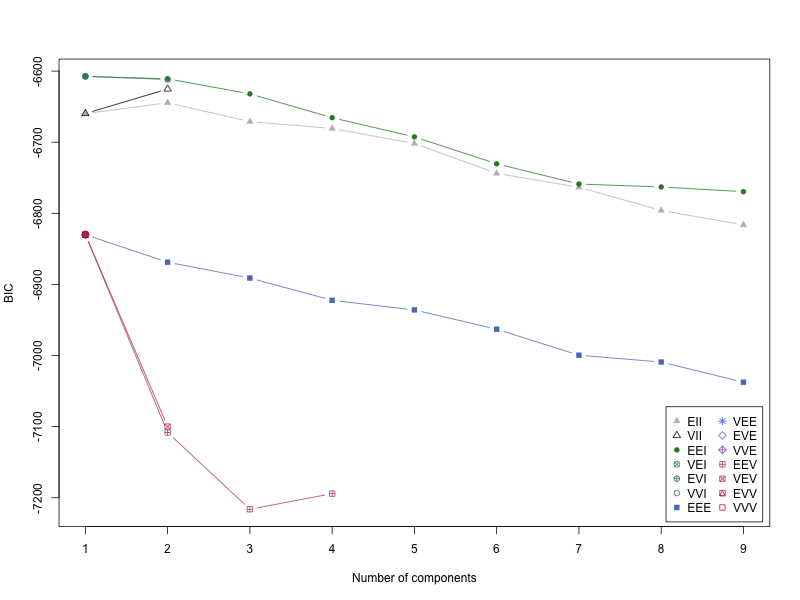 -6600
-6700
-6800
-6900
-7000
-7100
-7200
BIC
EII VEE
VII EVE
EEI VVE
VEI EEV
EVI VEV
VVI EVV
EEE VVV
1 2 3 4 5 6 7 8 9
Number of components